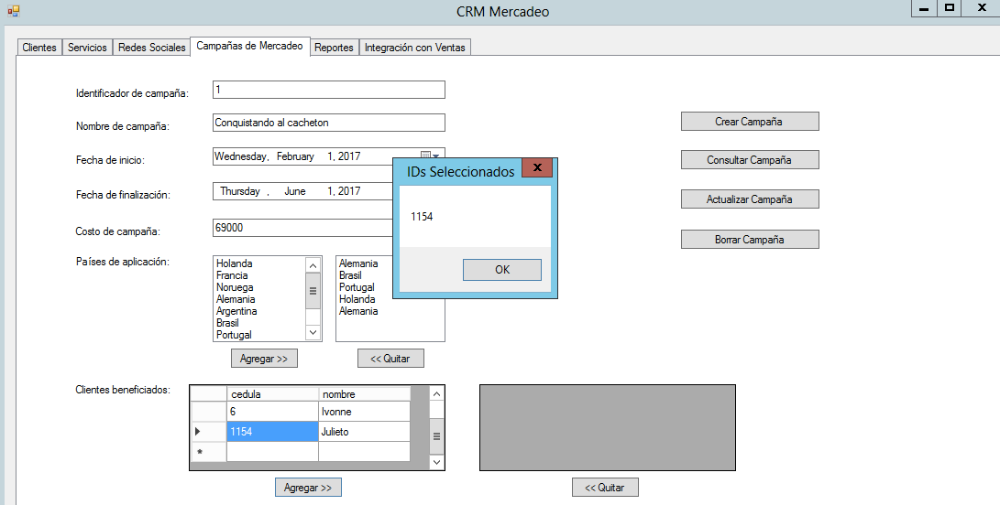 CRM Mercadeo
Clientes Servicios Redes Sociales Campañas de Mercadeo Reportes Integración con Ventas
Identificador de campaña: 1
Nombre de campaña: Conquistando al cacheton
Fecha de inicio: Wednesday, February 1, 2017
Fecha de finalización: Thursday , June 1, 2017
Costo de campaña: 69000
Países de aplicación:
Holanda
Francia
Noruega
Alemania
Argentina
Brasil
Portugal
Agregar >>
Alemania
Brasil
Portugal
Holanda
Alemania
<< Quitar
IDs Seleccionados X
1154
OK
Crear Campaña
Consultar Campaña
Actualizar Campaña
Borrar Campaña
Clientes beneficiados:
cedula nombre
6 Ivonne
1154 Julieto
*
Agregar >>
<< Quitar